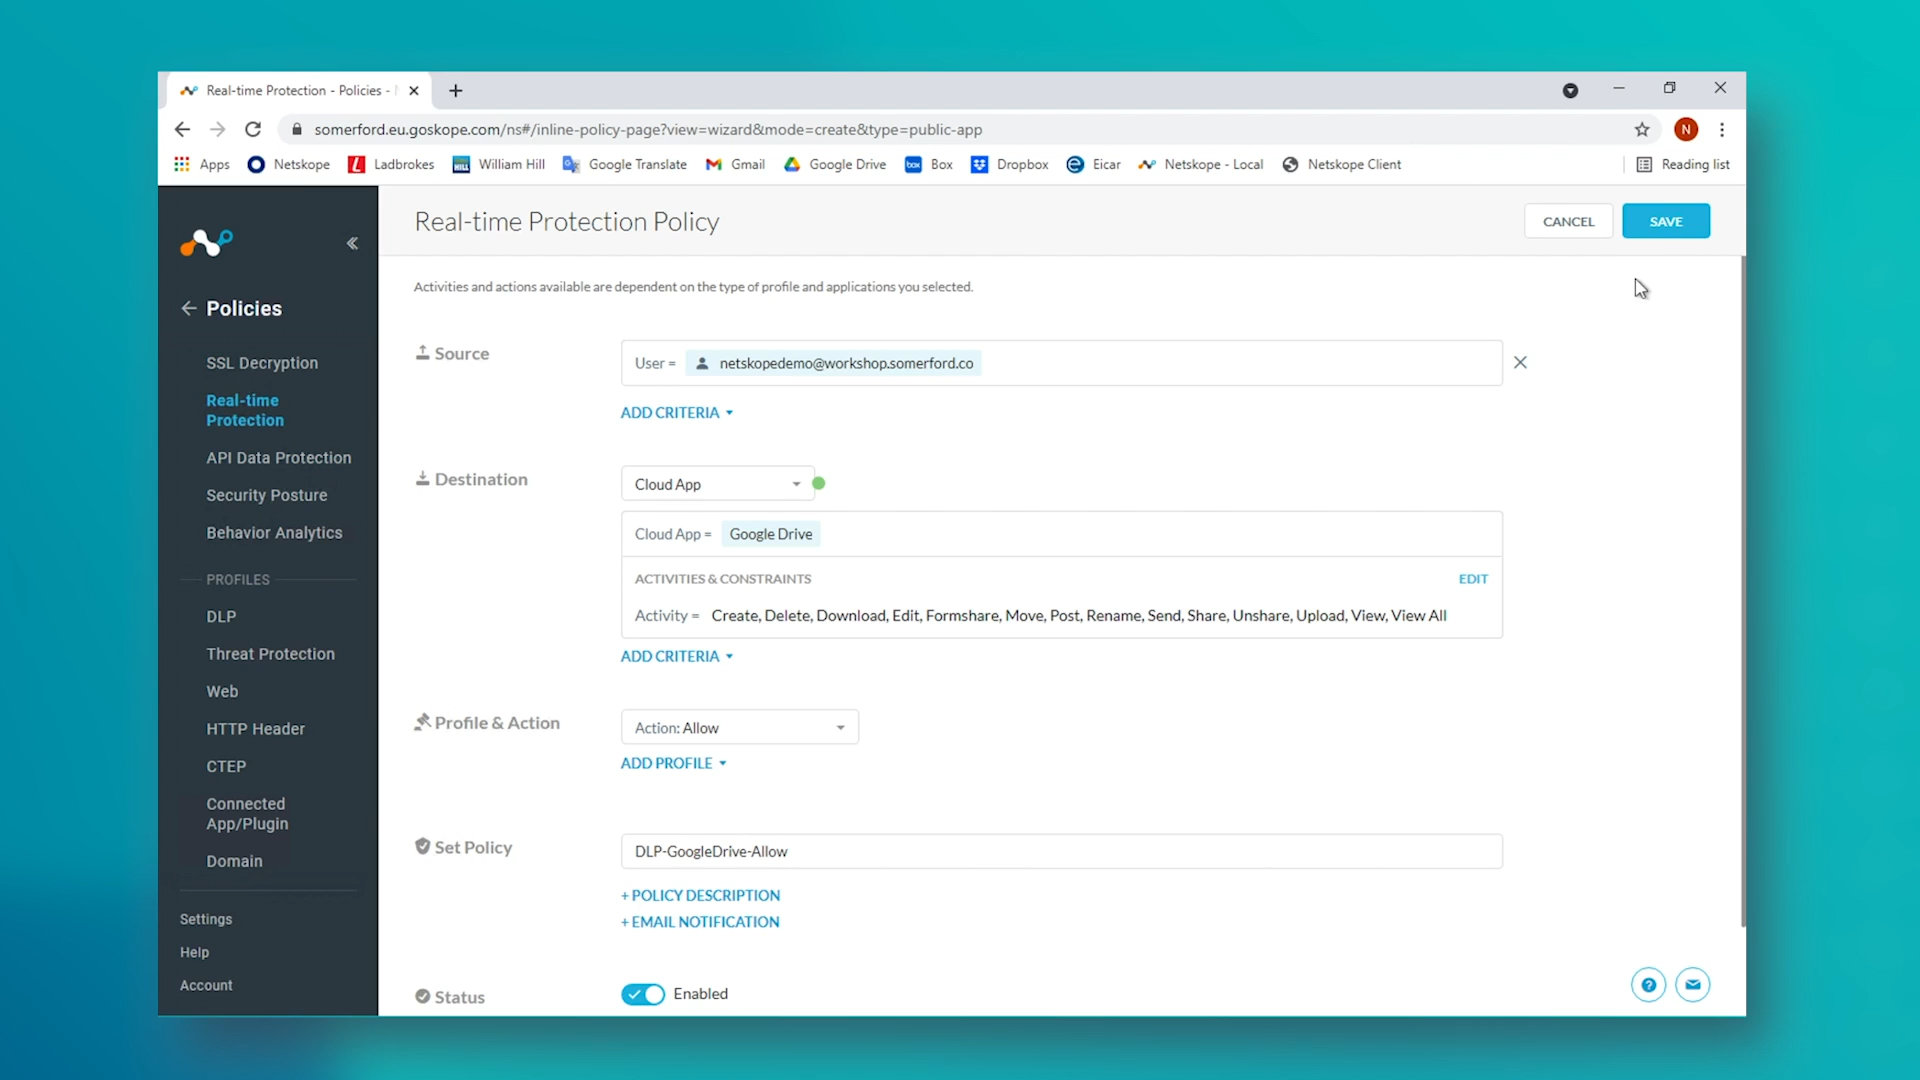 Real-time Protection - Policies -
somerford.eu.goskope.com/ns#/inline-policy-page?view=wizard&mode=create&type=public-app
N
Apps Netskope Ladbrokes William Hill Google Translate Gmail Google Drive Box Dropbox Eicar Netskope - Local Netskope Client Reading list
Real-time Protection Policy
CANCEL SAVE
Activities and actions available are dependent on the type of profile and applications you selected.
Policies
SSL Decryption
Real-time
Protection
API Data Protection
Security Posture
Behavior Analytics
PROFILES
DLP
Threat Protection
Web
HTTP Header
CTEP
Connected
App/Plugin
Domain
Settings
Help
Account
Source
User = netskopedemo@workshop.somerford.co
ADD CRITERIA
Destination
Cloud App
Cloud App = Google Drive
ACTIVITIES & CONSTRAINTS EDIT
Activity = Create, Delete, Download, Edit, Formshare, Move, Post, Rename, Send, Share, Unshare, Upload, View, View All
ADD CRITERIA
Profile & Action
Action: Allow
ADD PROFILE
Set Policy
DLP-GoogleDrive-Allow
+ POLICY DESCRIPTION
+ EMAIL NOTIFICATION
Status
Enabled